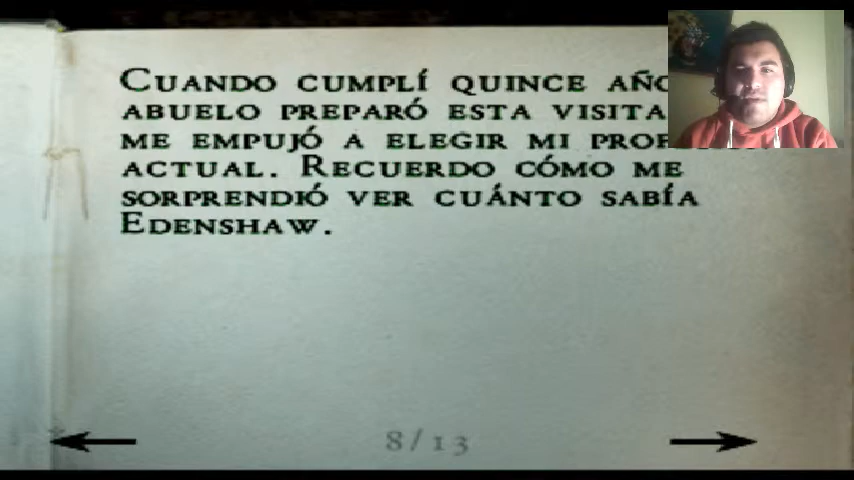 Cuando cumplí quince
abuelo preparó esta visita
me empujó a elegir mi
actual. Recuerdo cómo me
sorprendió ver cuánto sabía
Edenshaw.
8/13